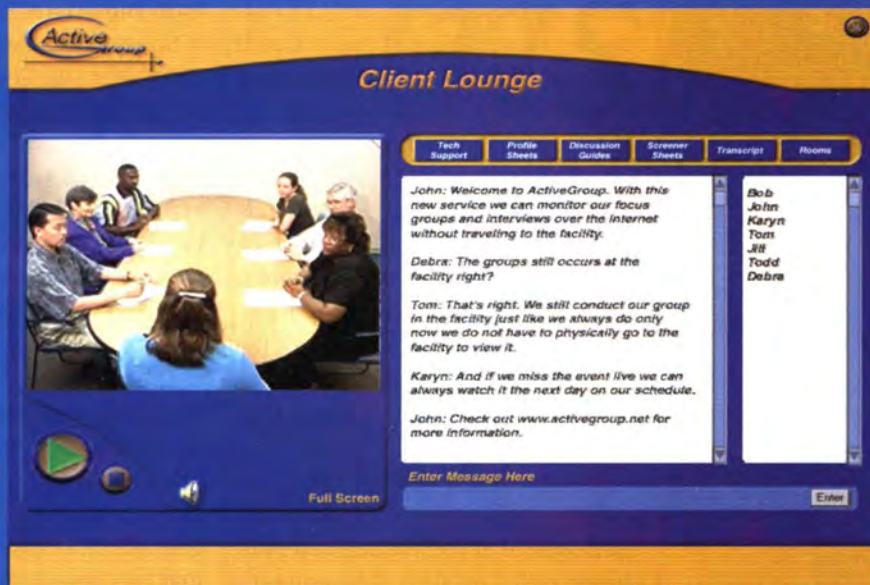 Active
Group
Client Lounge
Tech
Support
Profile
Sheets
Discussion
Guides
Screener
Sheets
Transcript
Rooms
John: Welcome to ActiveGroup. With this
new service we can monitor our focus
groups and interviews over the internet
without traveling to the facility.
Debra: The groups still occurs at the
facility right?
Tom: That's right. We still conduct our group
in the facility just like we always do only
now we do not have to physically go to the
facility to view it.
Karyn: And if we miss the event live we can
always watch it the next day on our schedule.
John: Check out www.activegroup.net for
more information.
Bob
John
Karyn
Tom
Jill
Todd
Debra
Enter Message Here
Enter
Full Screen